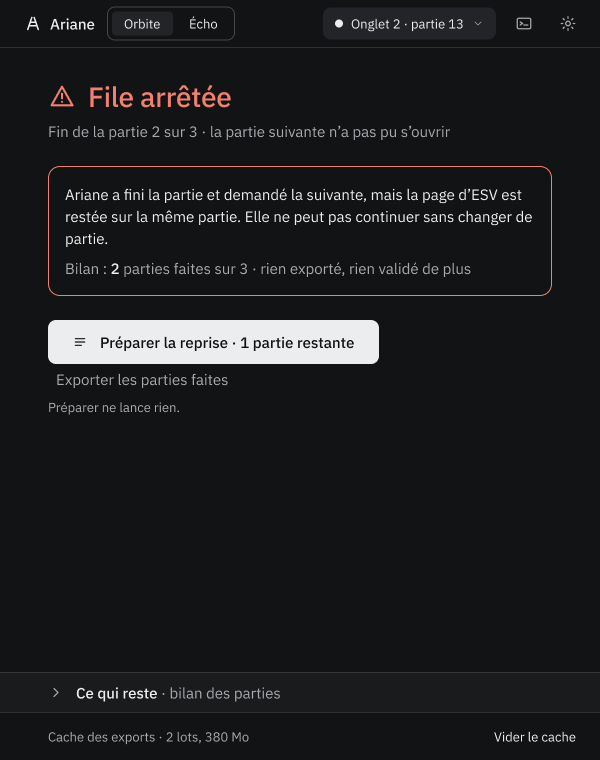 Ariane
Orbite
Écho
Onglet 2 · partie 13
File arrêtée
Fin de la partie 2 sur 3 · la partie suivante n’a pas pu s’ouvrir
Ariane a fini la partie et demandé la suivante, mais la page d’ESV est
restée sur la même partie. Elle ne peut pas continuer sans changer de
partie.
Bilan : 2 parties faites sur 3 · rien exporté, rien validé de plus
Préparer la reprise · 1 partie restante
Exporter les parties faites
Préparer ne lance rien.
Ce qui reste · bilan des parties
Cache des exports · 2 lots, 380 Mo
Vider le cache